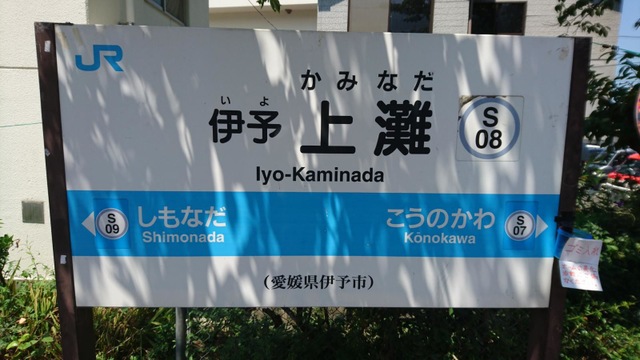 JR
かみなだ
いよ
伊予 上灘
S
08
Iyo-Kaminada
S
09
しもなだ
Shimonada
こうのかわ
Kōnokawa
S
07
（愛媛県伊予市）